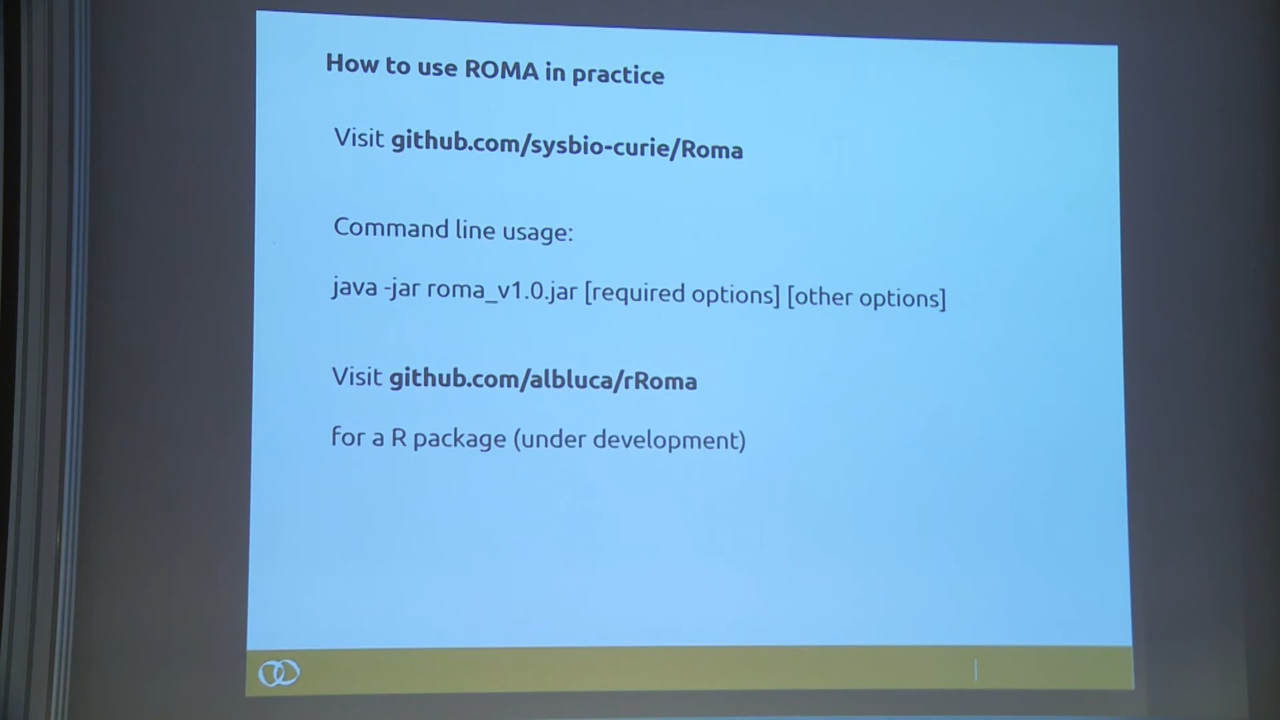 How to use ROMA in practice
Visit github.com/sysbio-curie/Roma
Command line usage:
java -jar roma_v1.0.jar [required options] [other options]
Visit github.com/albluca/rRoma
for a R package (under development)